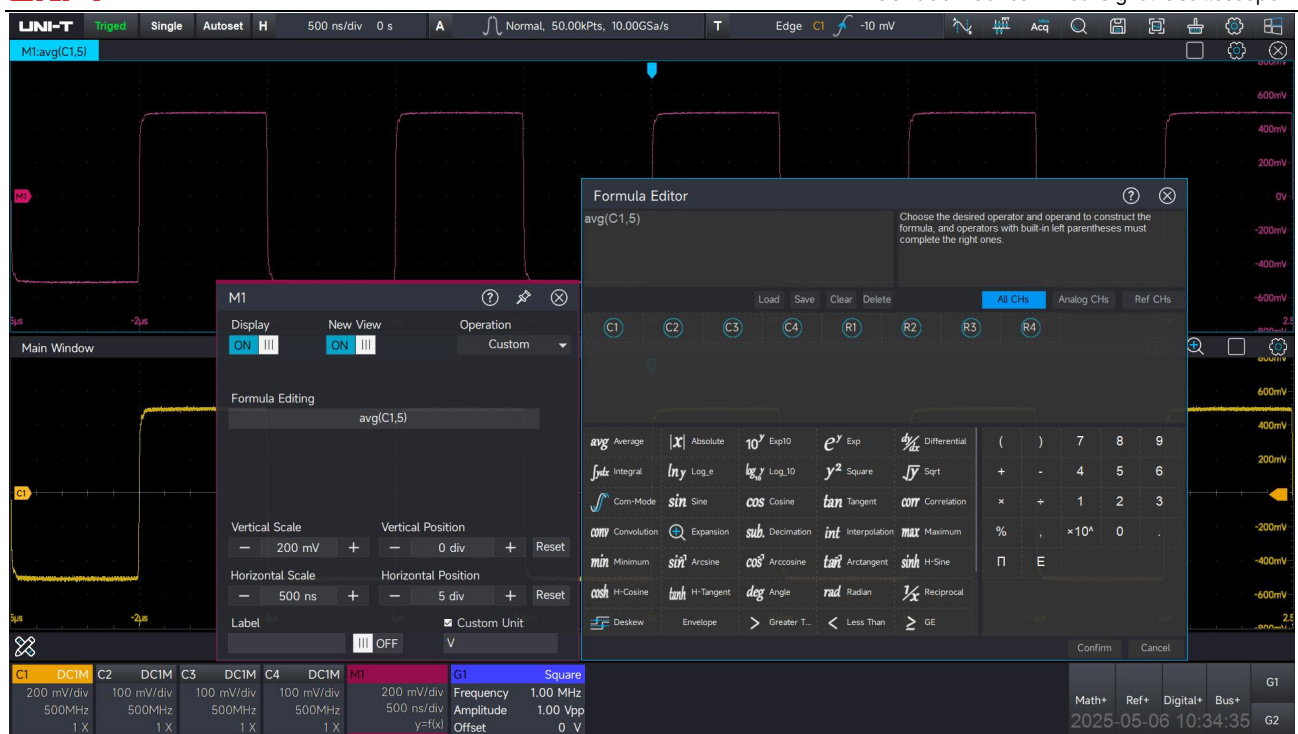 UNI-T Triged Single Autoset H 500 ns/div 0 s A Normal, 50.00kPts, 10.00GSa/s T Edge C1 -10 mV Ultra Acq
M1:avg(C1,5)
800mV
600mV
400mV
200mV
M1 0V
-200mV
-400mV
-600mV
-2μs
-800mV
Formula Editor
avg(C1,5)
Choose the desired operator and operand to construct the
formula, and operators with built-in left parentheses must
complete the right ones.
Load Save Clear Delete All CHs Analog CHs Ref CHs
C1 C2 C3 C4 R1 R2 R3 R4
avg Average |x| Absolute 10^y Exp10 e^y Exp dy/dx Differential ( ) 7 8 9
∫ydx Integral ln y Log_e log10 y Log_10 y² Square √y Sqrt + - 4 5 6
Com-Mode sin Sine cos Cosine tan Tangent corr Correlation × ÷ 1 2 3
conv Convolution Expansion sub. Decimation int Interpolation max Maximum % , ×10^ 0 .
min Minimum sin⁻¹ Arcsine cos⁻¹ Arccosine tan⁻¹ Arctangent sinh H-Sine Π E
cosh H-Cosine tanh H-Tangent deg Angle rad Radian 1/x Reciprocal
Deskew Envelope > Greater T... < Less Than ≥ GE
Confirm Cancel
M1
Display New View Operation
ON ON Custom
Formula Editing
avg(C1,5)
Vertical Scale Vertical Position
− 200 mV + − 0 div + Reset
Horizontal Scale Horizontal Position
− 500 ns + − 5 div + Reset
Label Custom Unit
OFF V
Main Window
800mV
600mV
400mV
200mV
C1
-200mV
-400mV
-600mV
-2μs
-800mV
C1 DC1M C2 DC1M C3 DC1M C4 DC1M M1 G1 Square
200 mV/div 100 mV/div 100 mV/div 100 mV/div 200 mV/div Frequency 1.00 MHz
500MHz 500MHz 500MHz 500MHz 500 ns/div Amplitude 1.00 Vpp
1 X 1 X 1 X 1 X y=f(x) Offset 0 V
Math+ Ref+ Digital+ Bus+ G1
2025-05-06 10:34:35 G2